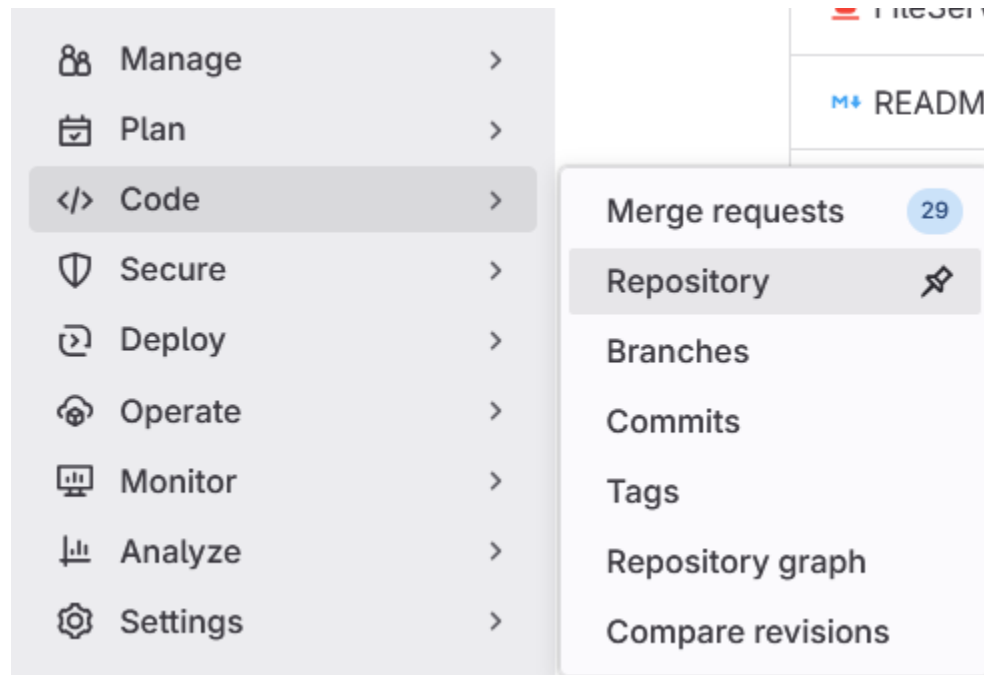 Manage
Plan
Code
Secure
Deploy
Operate
Monitor
Analyze
Settings
M README
Merge requests 29
Repository
Branches
Commits
Tags
Repository graph
Compare revisions